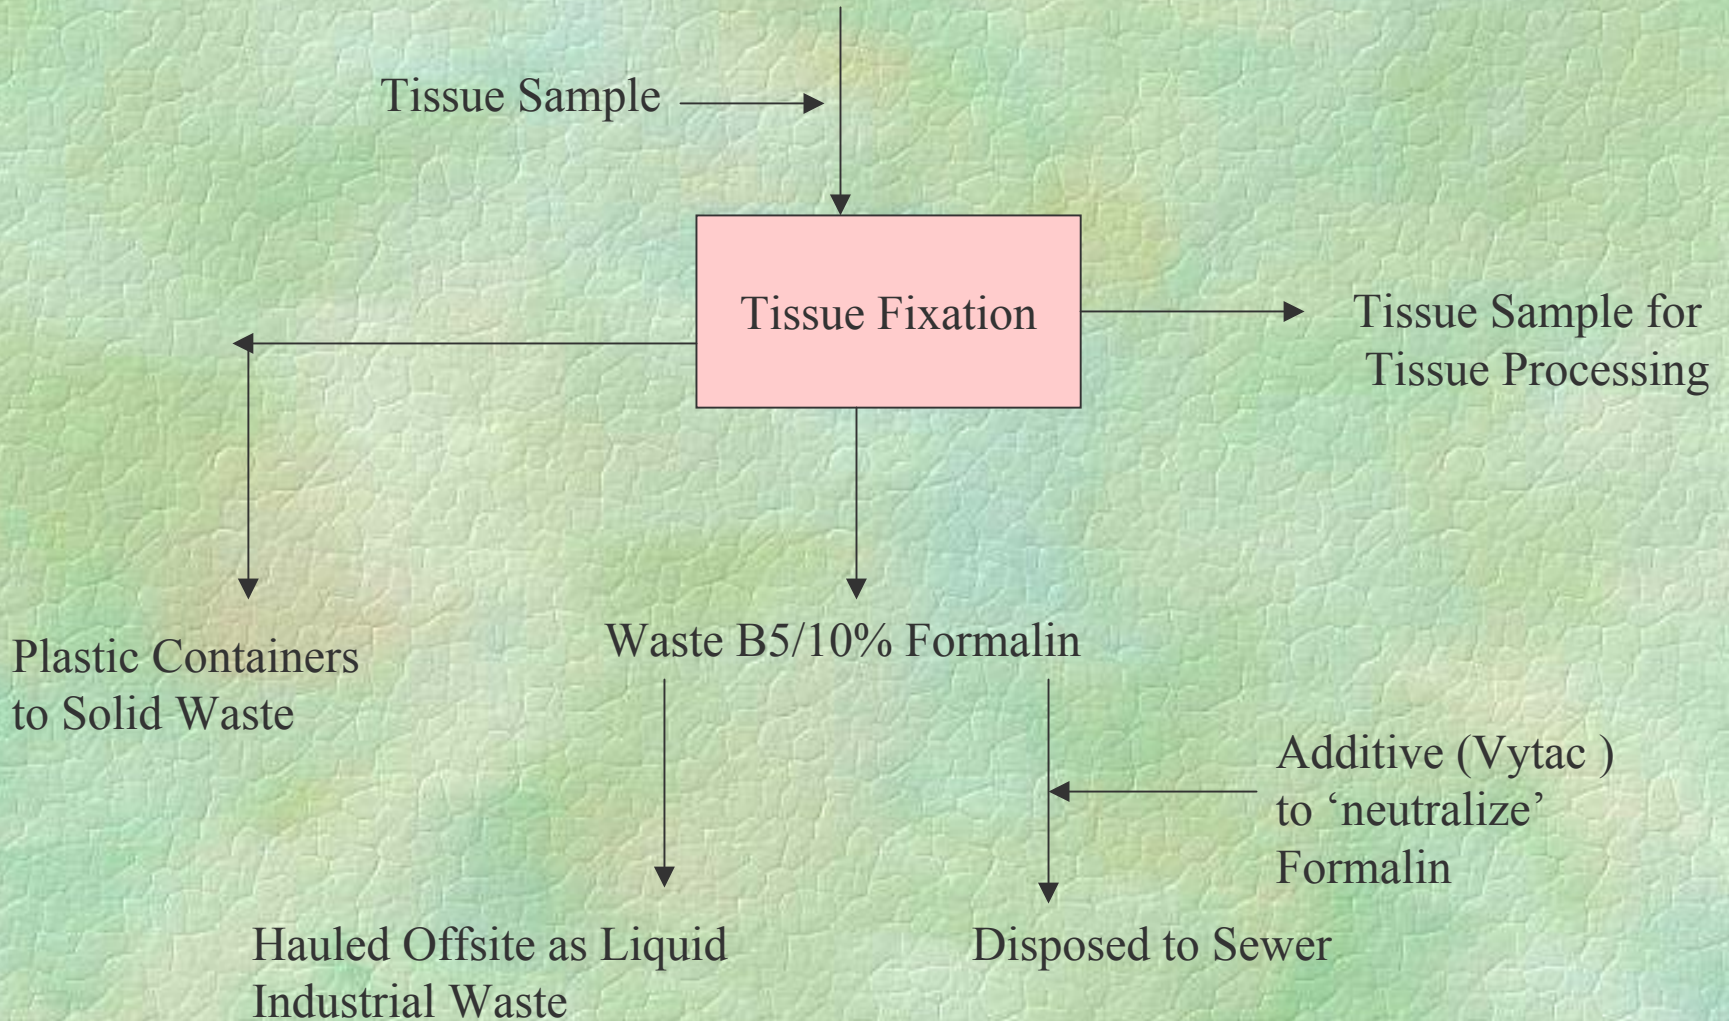 Tissue Sample
Tissue Fixation
Tissue Sample for
Tissue Processing
Plastic Containers
to Solid Waste
Waste B5/10% Formalin
Additive (Vytac )
to ‘neutralize’
Formalin
Hauled Offsite as Liquid
Industrial Waste
Disposed to Sewer